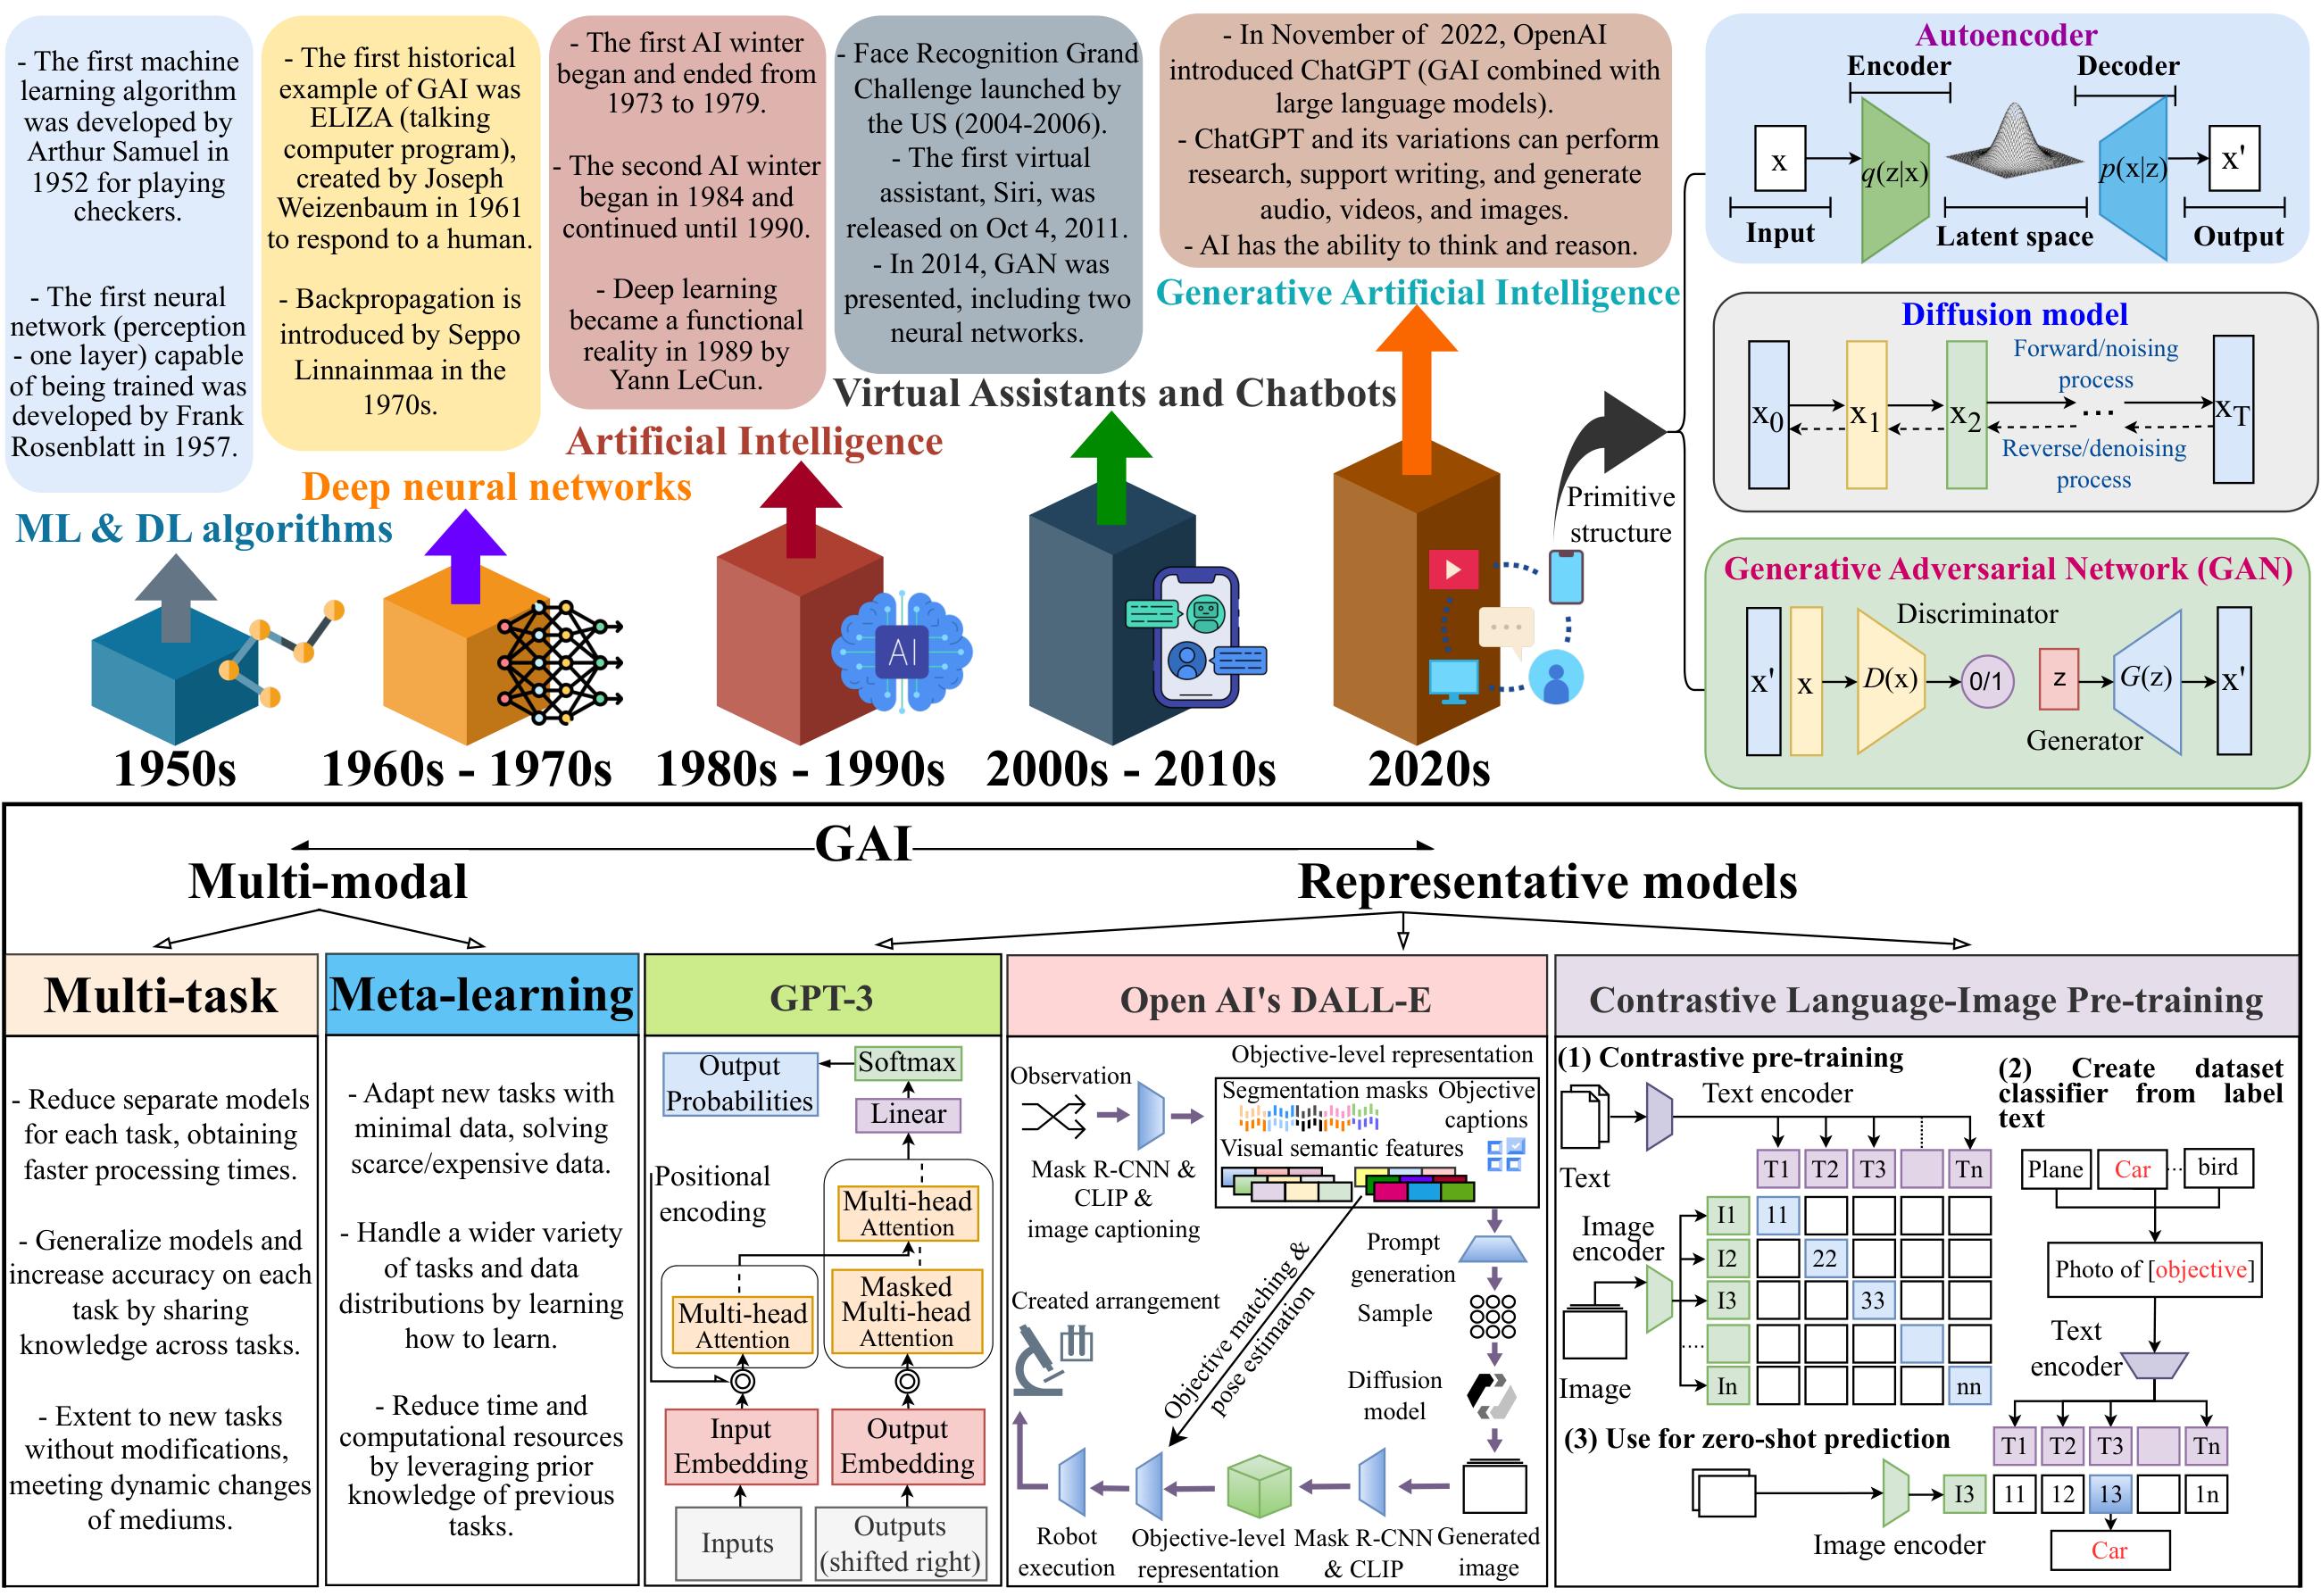 - The first machine
learning algorithm
was developed by
Arthur Samuel in
1952 for playing
checkers.
- The first neural
network (perception
- one layer) capable
of being trained was
developed by Frank
Rosenblatt in 1957.
ML & DL algorithms
1950s
- The first historical
example of GAI was
ELIZA (talking
computer program),
created by Joseph
Weizenbaum in 1961
to respond to a human.
- Backpropagation is
introduced by Seppo
Linnainmaa in the
1970s.
Deep neural networks
1960s - 1970s
- The first AI winter
began and ended from
1973 to 1979.
- The second AI winter
began in 1984 and
continued until 1990.
- Deep learning
became a functional
reality in 1989 by
Yann LeCun.
Artificial Intelligence
AI
1980s - 1990s
- Face Recognition Grand
Challenge launched by
the US (2004-2006).
- The first virtual
assistant, Siri, was
released on Oct 4, 2011.
- In 2014, GAN was
presented, including two
neural networks.
Virtual Assistants and Chatbots
2000s - 2010s
- In November of 2022, OpenAI
introduced ChatGPT (GAI combined with
large language models).
- ChatGPT and its variations can perform
research, support writing, and generate
audio, videos, and images.
- AI has the ability to think and reason.
Generative Artificial Intelligence
2020s
Primitive
structure
Autoencoder
Encoder
Decoder
x
q(z|x)
p(x|z)
x'
Input
Latent space
Output
Diffusion model
Forward/noising
process
x0
x1
x2
...
xT
Reverse/denoising
process
Generative Adversarial Network (GAN)
Discriminator
x'
x
D(x)
0/1
z
G(z)
x'
Generator
GAI
Multi-modal
Representative models
Multi-task
- Reduce separate models
for each task, obtaining
faster processing times.
- Generalize models and
increase accuracy on each
task by sharing
knowledge across tasks.
- Extent to new tasks
without modifications,
meeting dynamic changes
of mediums.
Meta-learning
- Adapt new tasks with
minimal data, solving
scarce/expensive data.
- Handle a wider variety
of tasks and data
distributions by learning
how to learn.
- Reduce time and
computational resources
by leveraging prior
knowledge of previous
tasks.
GPT-3
Output
Probabilities
Softmax
Linear
Positional
encoding
Multi-head
Attention
Masked
Multi-head
Attention
Multi-head
Attention
Input
Embedding
Output
Embedding
Inputs
Outputs
(shifted right)
Open AI's DALL-E
Observation
Objective-level representation
Segmentation masks
Objective
captions
Visual semantic features
Mask R-CNN &
CLIP &
image captioning
Prompt
generation
Sample
Diffusion
model
Objective matching &
pose estimation
Created arrangement
Robot
execution
Objective-level
representation
Mask R-CNN
& CLIP
Generated
image
Contrastive Language-Image Pre-training
(1) Contrastive pre-training
Text encoder
Text
T1 T2 T3 Tn
Image
encoder
I1 11
I2 22
I3 33
....
In nn
Image
(2) Create dataset
classifier from label
text
Plane Car ... bird
Photo of [objective]
Text
encoder
T1 T2 T3 Tn
(3) Use for zero-shot prediction
I3 11 12 13 1n
Image encoder
Car